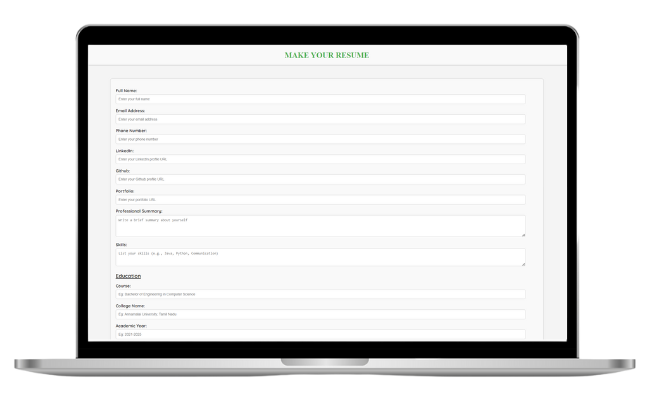 MAKE YOUR RESUME
Full Name:
Enter your full name
Email Address:
Enter your email address
Phone Number:
Enter your phone number
LinkedIn:
Enter your LinkedIn profile URL
Github:
Enter your Github profile URL
Portfolio:
Enter your portfolio URL
Professional Summary:
Write a brief summary about yourself
Skills:
List your skills (e.g., Java, Python, Communication)
Education
Course:
Eg. Bachelor of Engineering in Computer Science
College Name:
Eg. Annamalai University, Tamil Nadu
Academic Year:
Eg. 2021-2025